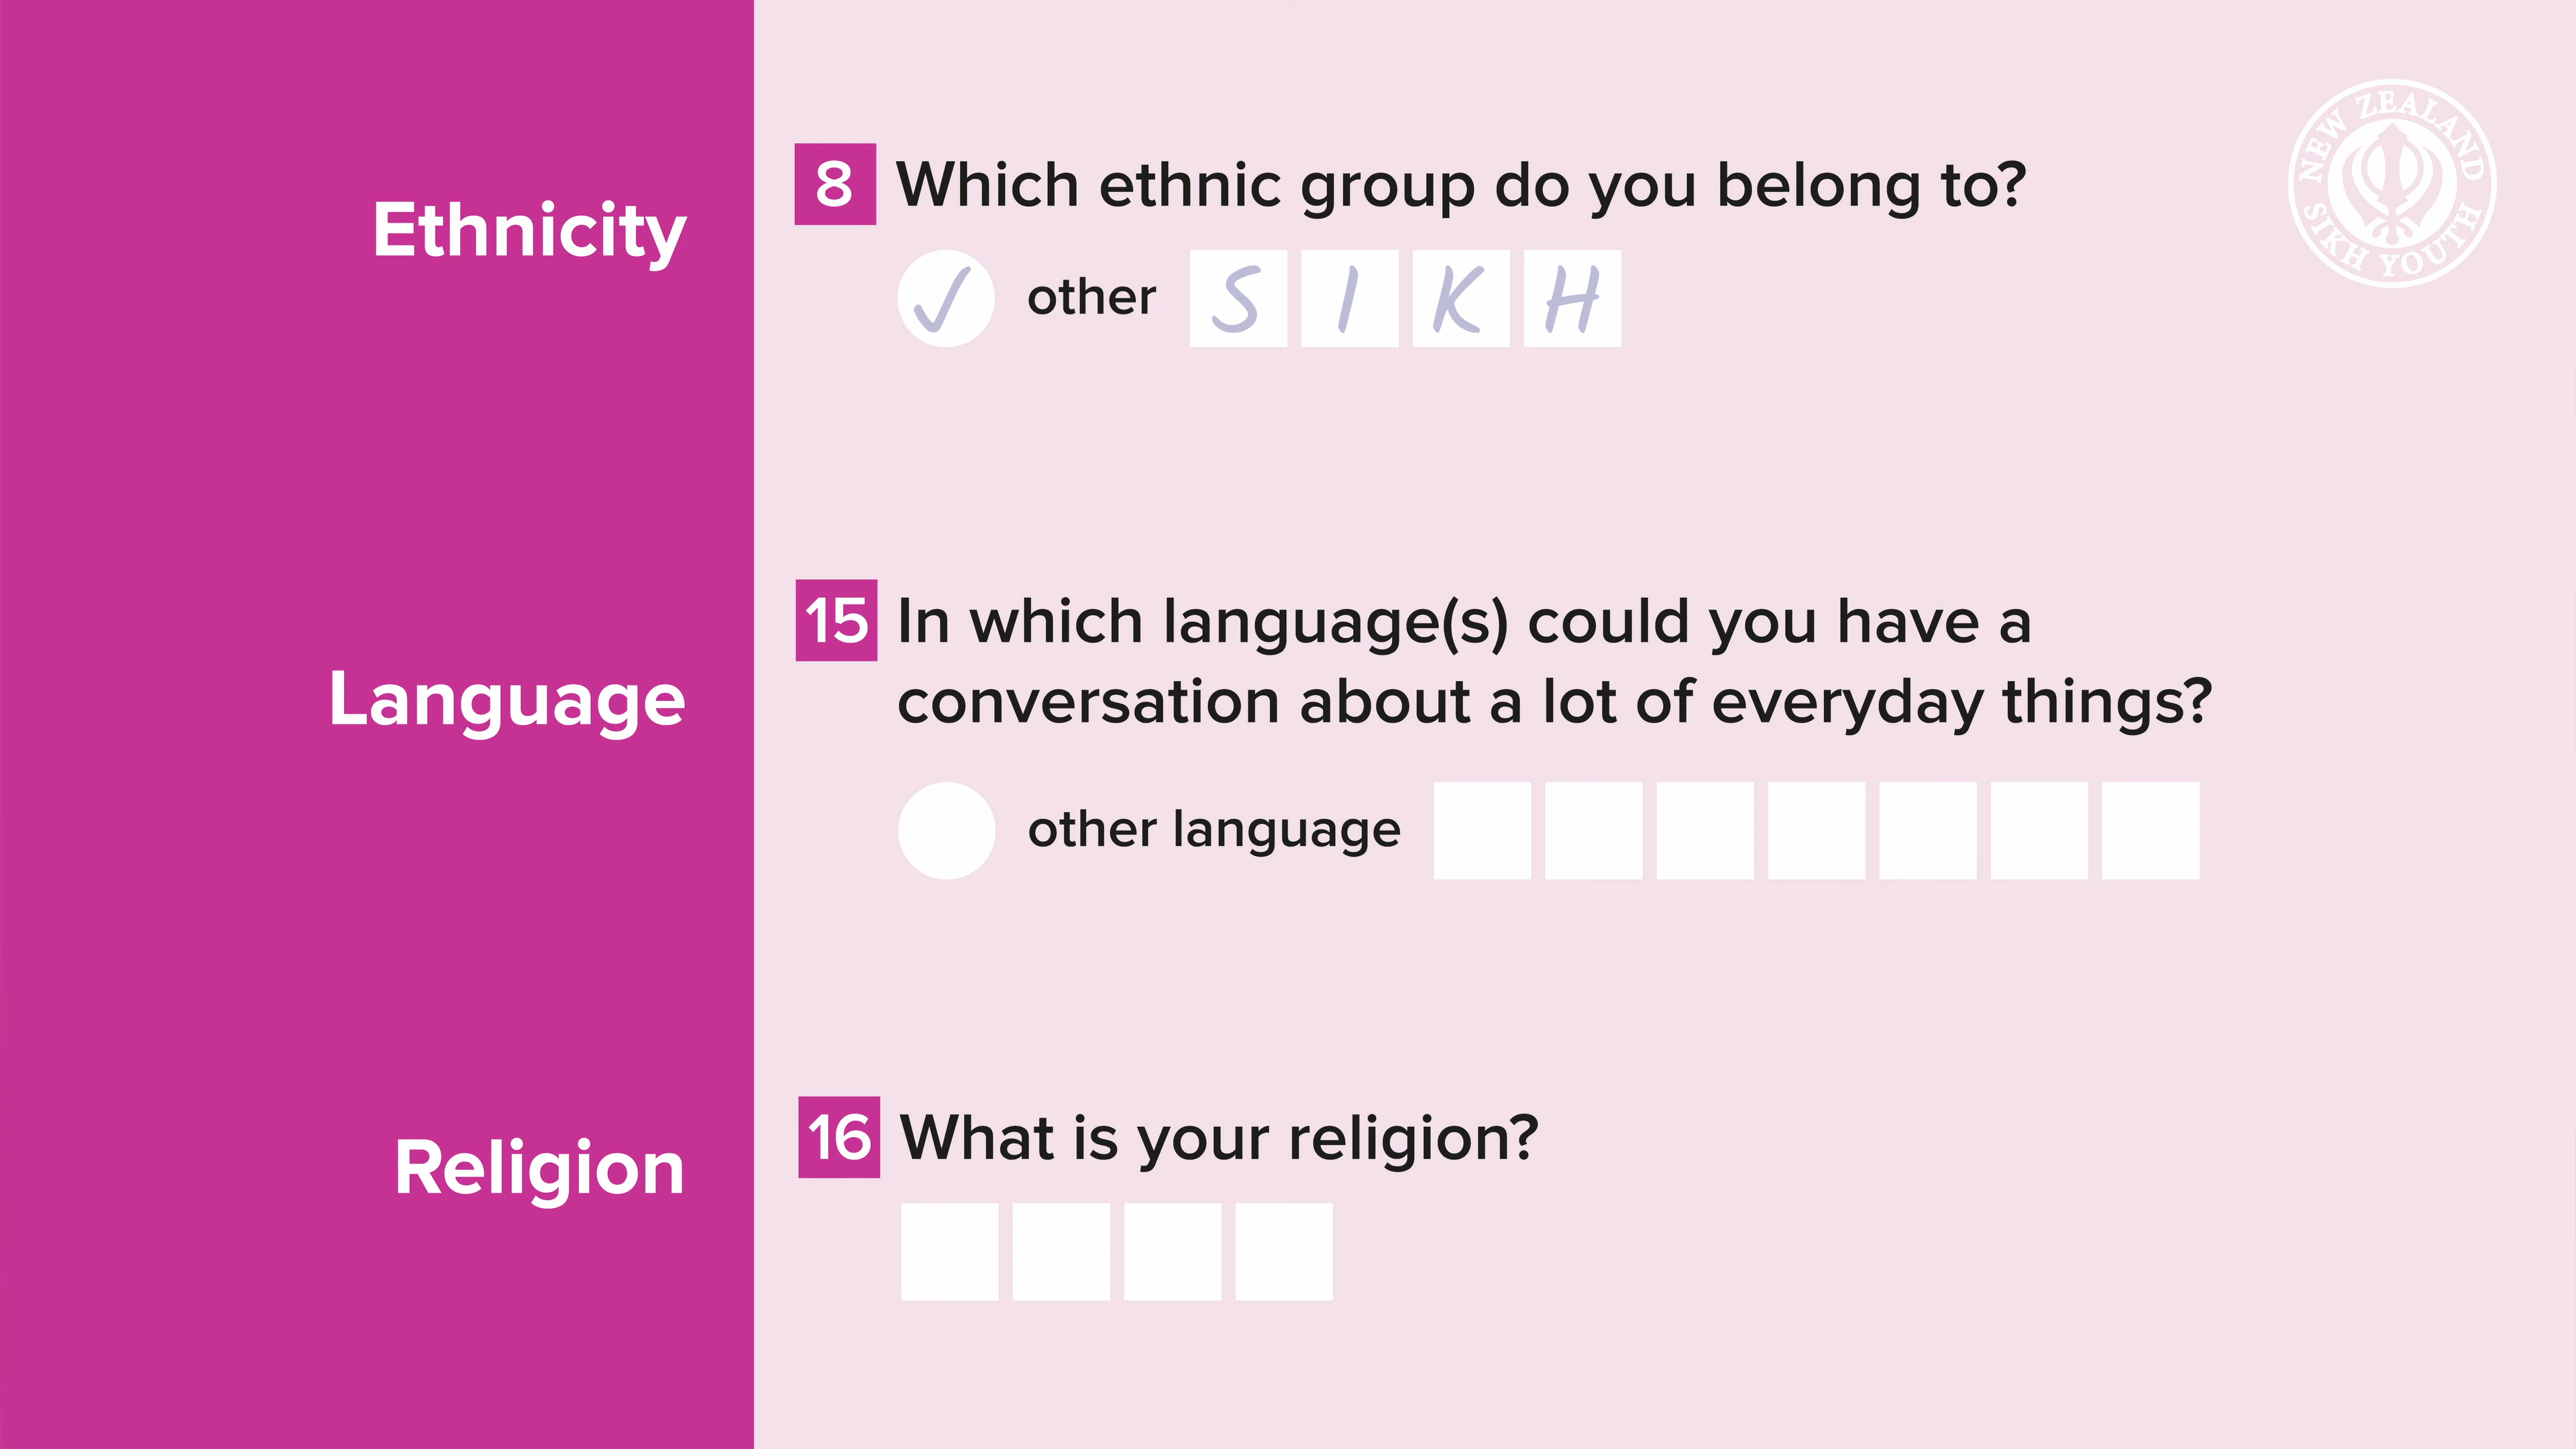 Ethnicity
8 Which ethnic group do you belong to?
✓ other SIKH
NEW ZEALAND
SIKH YOUTH
Language
15 In which language(s) could you have a
conversation about a lot of everyday things?
other language
Religion
16 What is your religion?